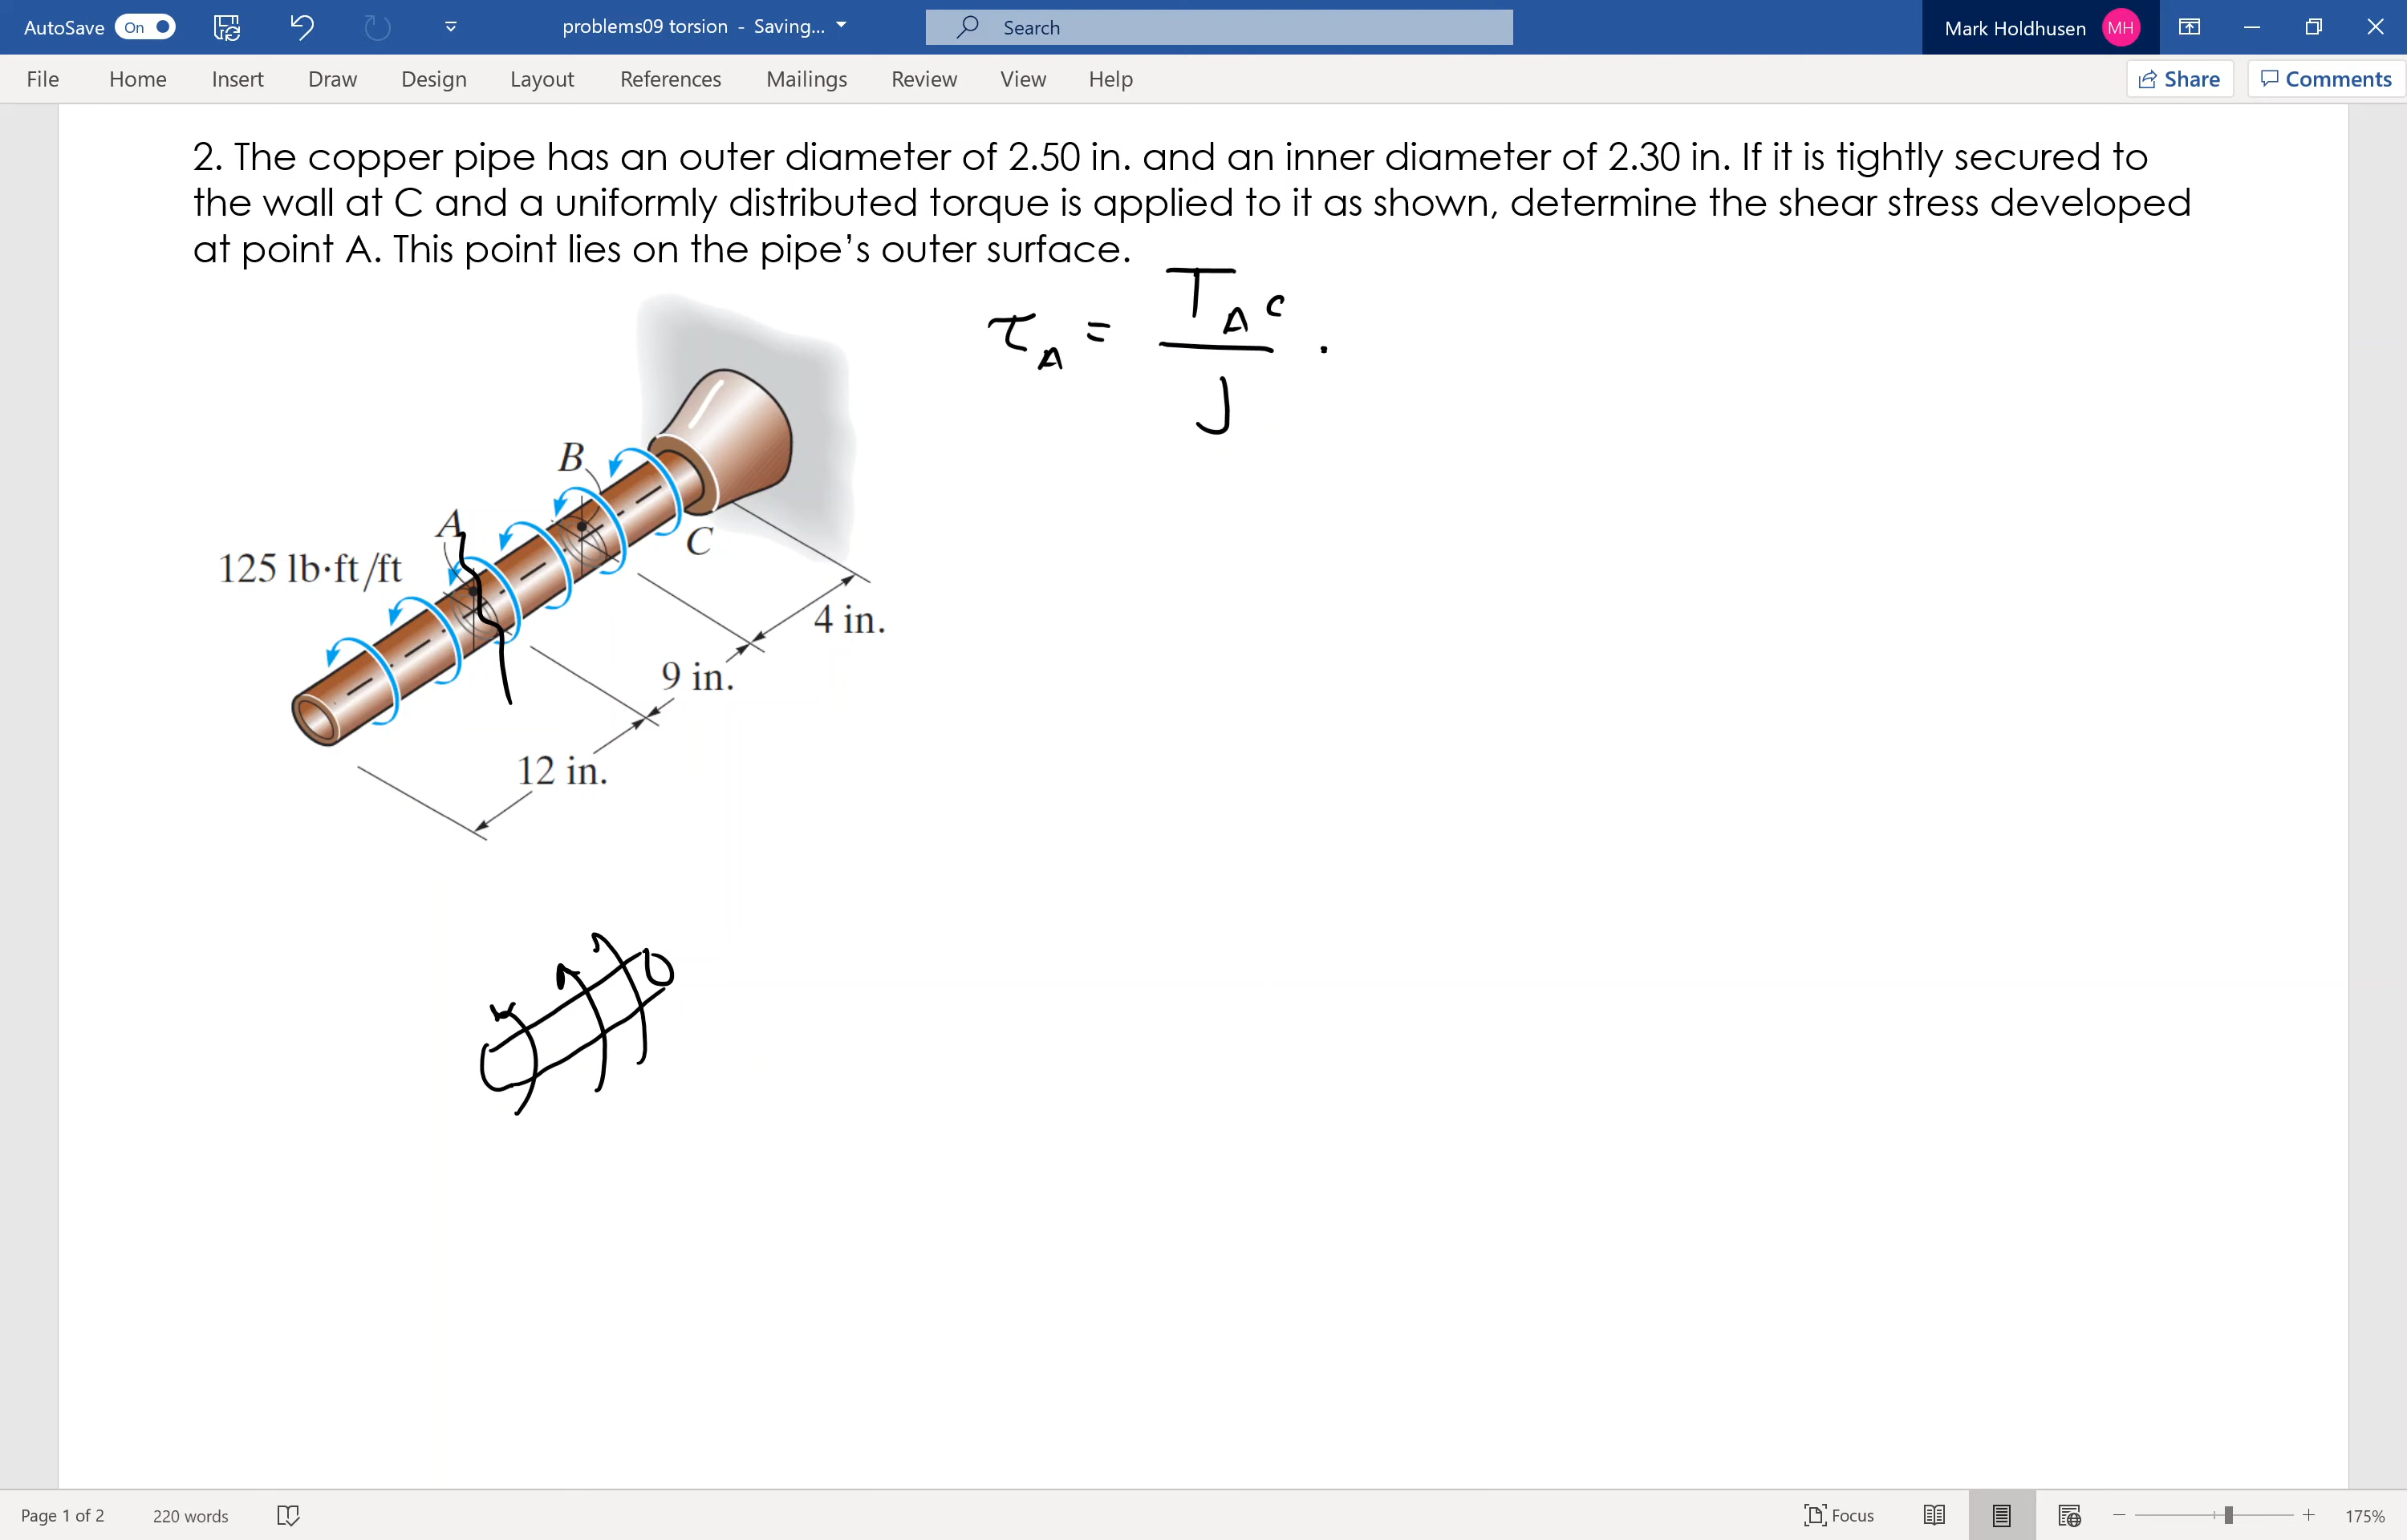 AutoSave On problems09 torsion - Saving... Search Mark Holdhusen MH
File Home Insert Draw Design Layout References Mailings Review View Help Share Comments
2. The copper pipe has an outer diameter of 2.50 in. and an inner diameter of 2.30 in. If it is tightly secured to
the wall at C and a uniformly distributed torque is applied to it as shown, determine the shear stress developed
at point A. This point lies on the pipe’s outer surface.
τ_A = T_A c / J .
B
A
C
125 lb·ft/ft
4 in.
9 in.
12 in.
Page 1 of 2 220 words Focus 175%